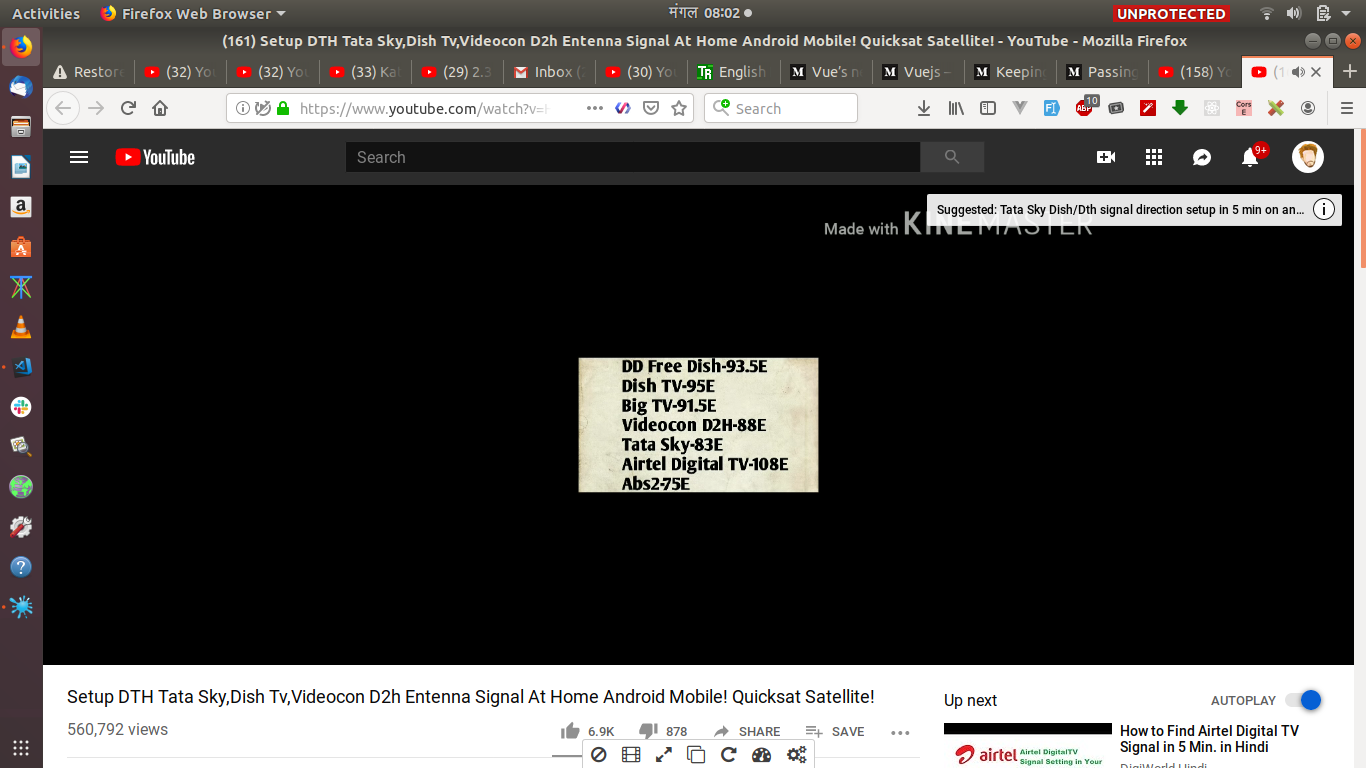 Activities
Firefox Web Browser
मंगल 08:02
UNPROTECTED
(161) Setup DTH Tata Sky,Dish Tv,Videocon D2h Entenna Signal At Home Android Mobile! Quicksat Satellite! - YouTube - Mozilla Firefox
Restore
(32) You
(32) You
(33) Kal
(29) 2.3
Inbox (
(30) You
English
Vue's n
Vuejs –
Keeping
Passing
(158) Yo
https://www.youtube.com/watch?v=
Search
10
Cors E
YouTube
Search
9+
Suggested: Tata Sky Dish/Dth signal direction setup in 5 min on an...
Made with KINEMASTER
DD Free Dish-93.5E
Dish TV-95E
Big TV-91.5E
Videocon D2H-88E
Tata Sky-83E
Airtel Digital TV-108E
Abs2-75E
Setup DTH Tata Sky,Dish Tv,Videocon D2h Entenna Signal At Home Android Mobile! Quicksat Satellite!
560,792 views
6.9K
878
SHARE
SAVE
Up next
AUTOPLAY
airtel
Airtel DigitalTV
Signal Setting in Your
How to Find Airtel Digital TV
Signal in 5 Min. in Hindi
DigiWorld Hindi